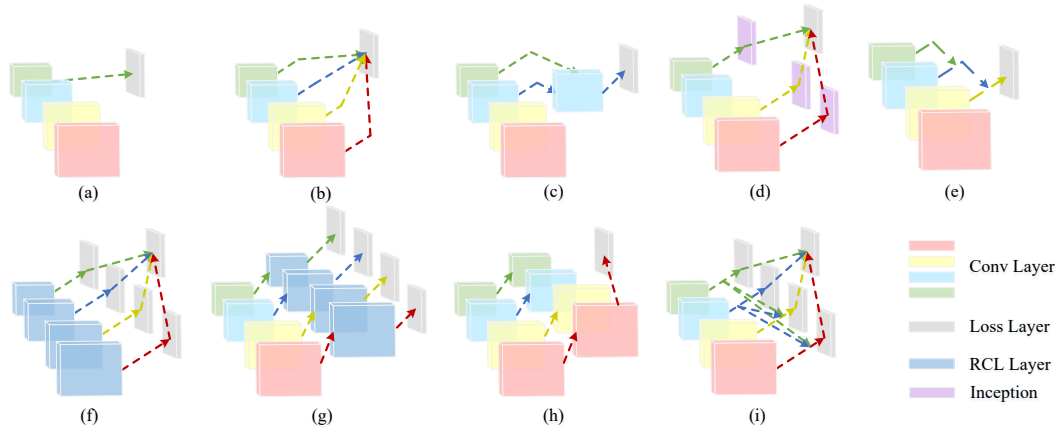 (a)
(b)
(c)
(d)
(e)
Conv Layer
Loss Layer
RCL Layer
Inception
(f)
(g)
(h)
(i)